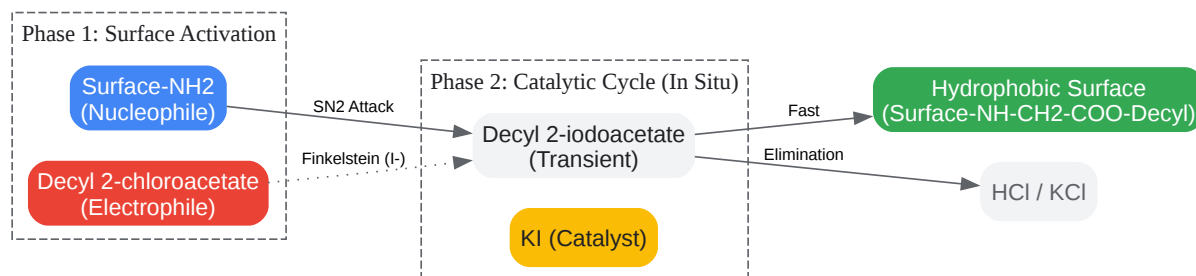 Phase 1: Surface Activation
Surface-NH2
(Nucleophile)
Decyl 2-chloroacetate
(Electrophile)
SN2 Attack
Finkelstein (I-)
Phase 2: Catalytic Cycle (In Situ)
Decyl 2-iodoacetate
(Transient)
KI (Catalyst)
Fast
Elimination
Hydrophobic Surface
(Surface-NH-CH2-COO-Decyl)
HCl / KCl